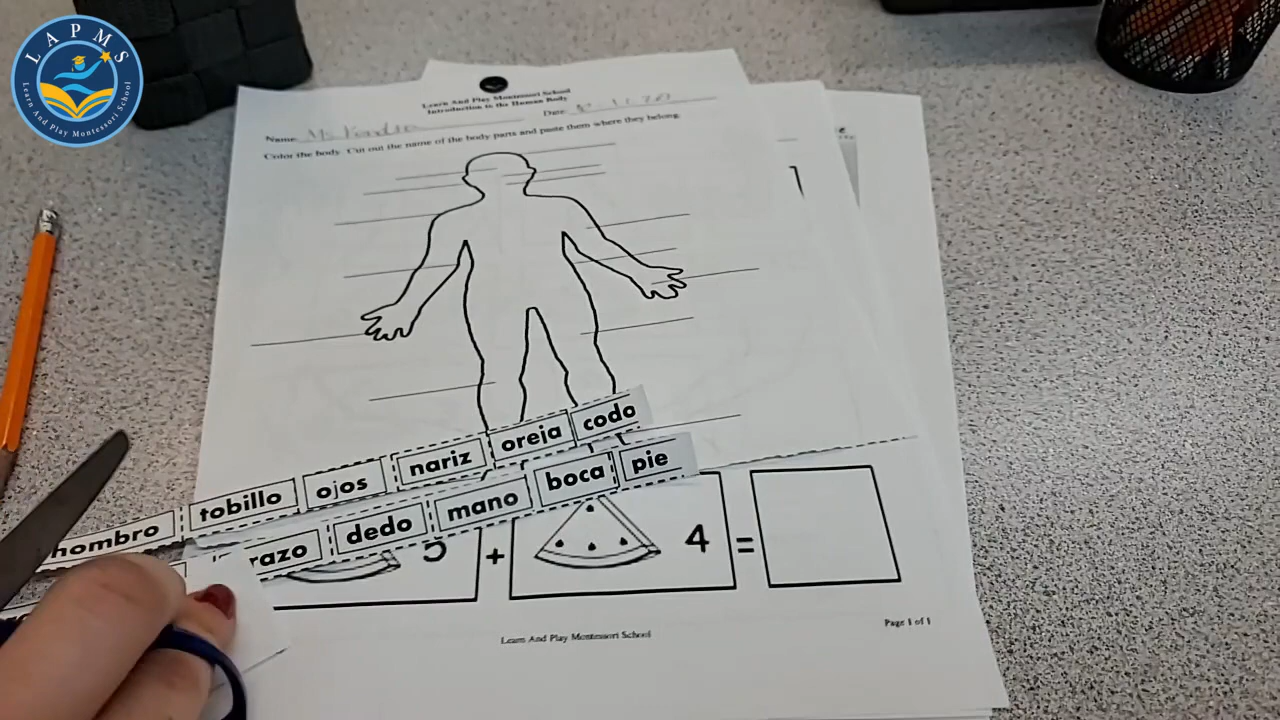 LAPMS
Learn And Play Montessori School
Learn And Play Montessori School
Introduction to the Human Body
Name: Date:
Color the body. Cut out the name of the body parts and paste them where they belong.
hombro tobillo ojos nariz oreja codo
dedo mano boca pie
+ 4 =
Learn And Play Montessori School
Page 1 of 1